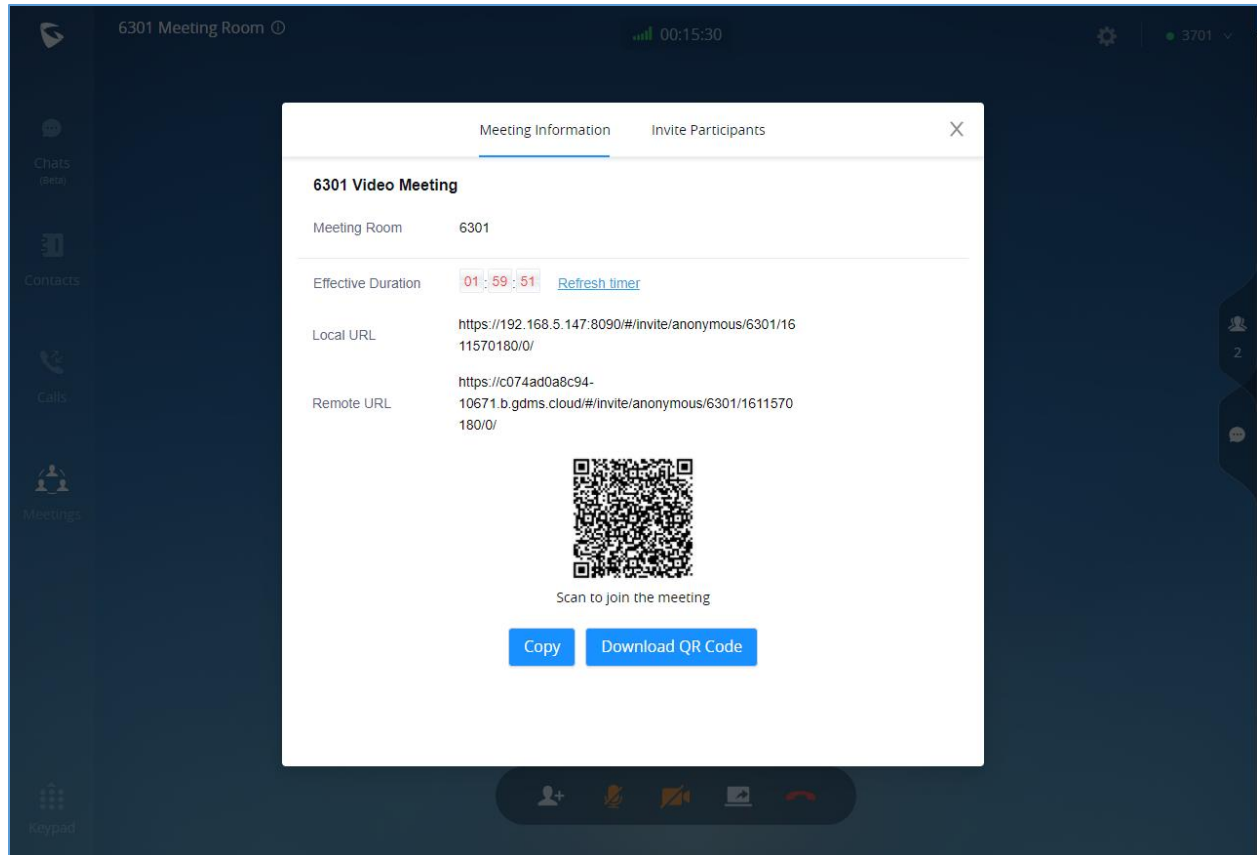 6301 Meeting Room
00:15:30
3701
Chats
(Beta)
Contacts
Calls
Meetings
Keypad
2
Meeting Information Invite Participants
6301 Video Meeting
Meeting Room 6301
Effective Duration 01 : 59 : 51 Refresh timer
Local URL https://192.168.5.147:8090/#/invite/anonymous/6301/16
11570180/0/
Remote URL https://c074ad0a8c94-
10671.b.gdms.cloud/#/invite/anonymous/6301/1611570
180/0/
Scan to join the meeting
Copy Download QR Code